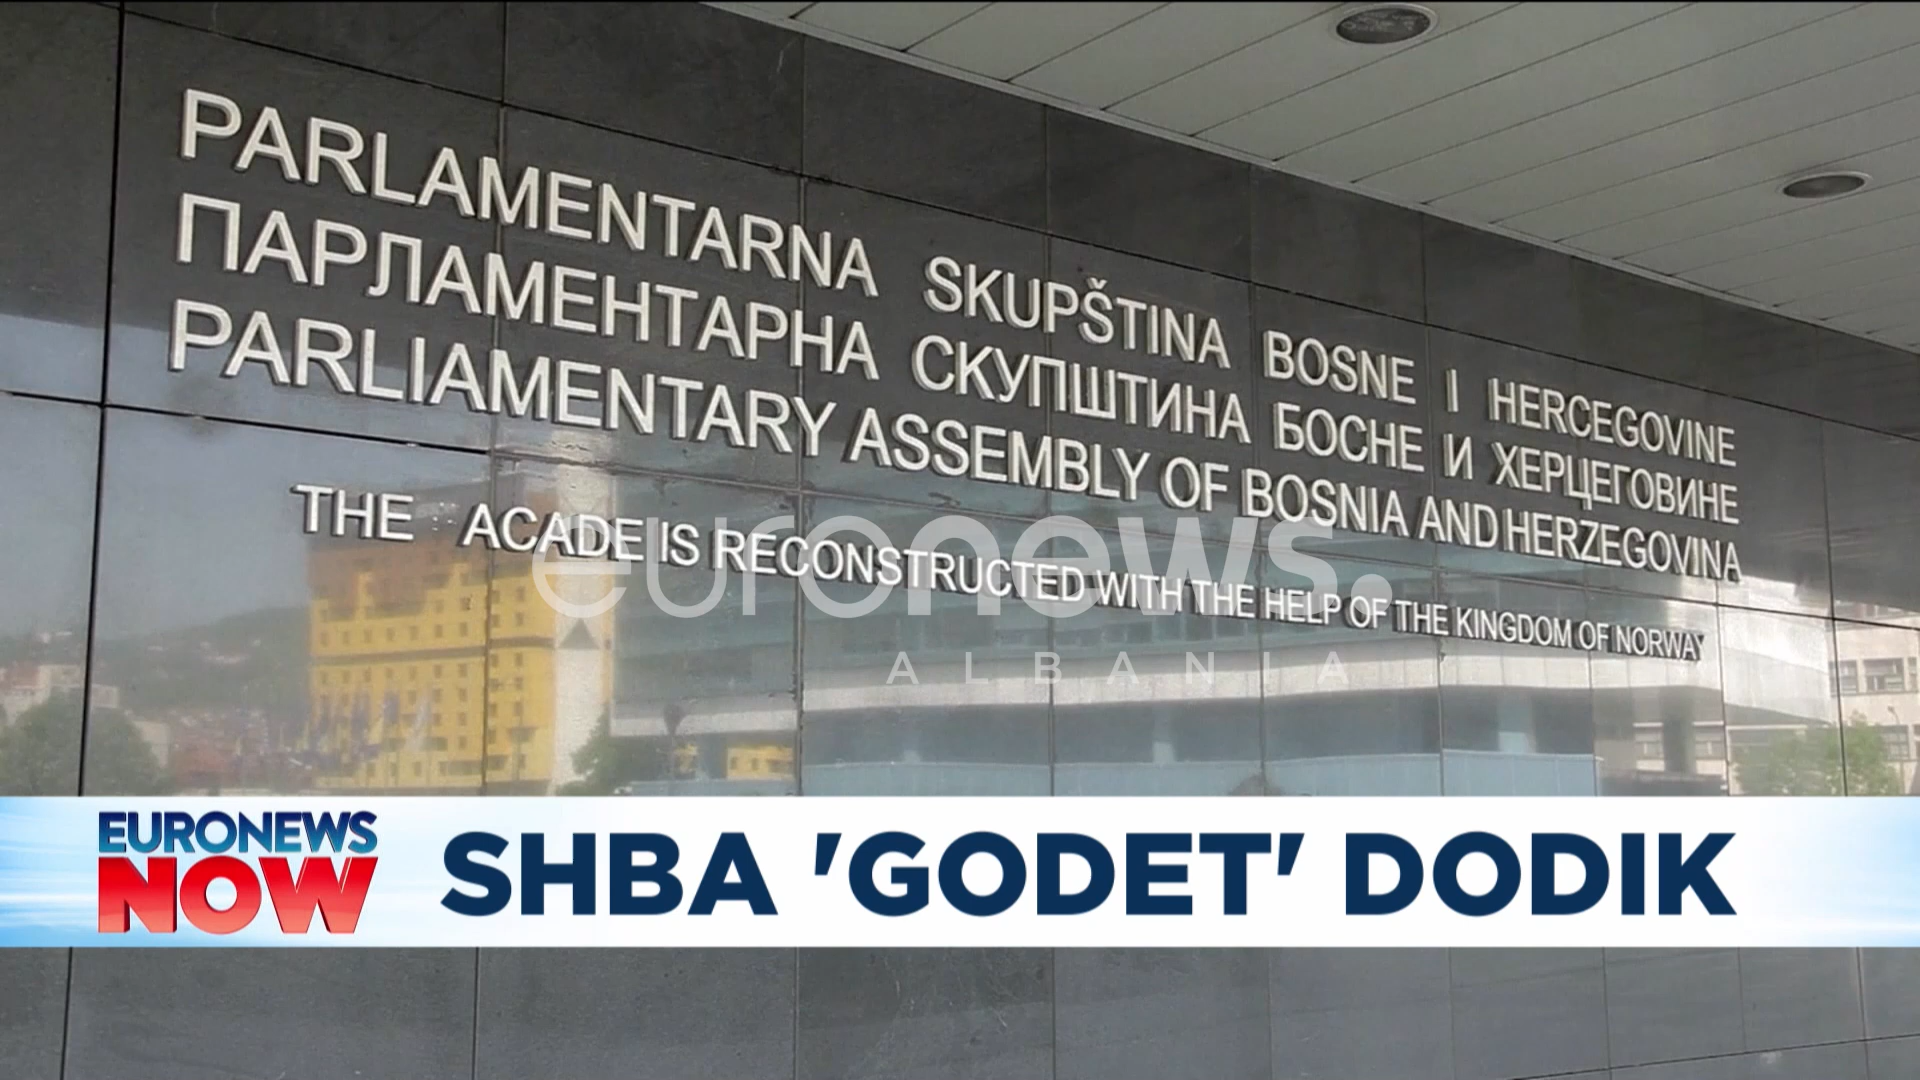 PARLAMENTARNA SKUPŠTINA BOSNE I HERCEGOVINE
ПАРЛАМЕНТАРНА СКУПШТИНА БОСНЕ И ХЕРЦЕГОВИНЕ
PARLIAMENTARY ASSEMBLY OF BOSNIA AND HERZEGOVINA
THE ACADE IS RECONSTRUCTED WITH THE HELP OF THE KINGDOM OF NORWAY
euronews.
ALBANIA
EURONEWS
NOW
SHBA 'GODET' DODIK